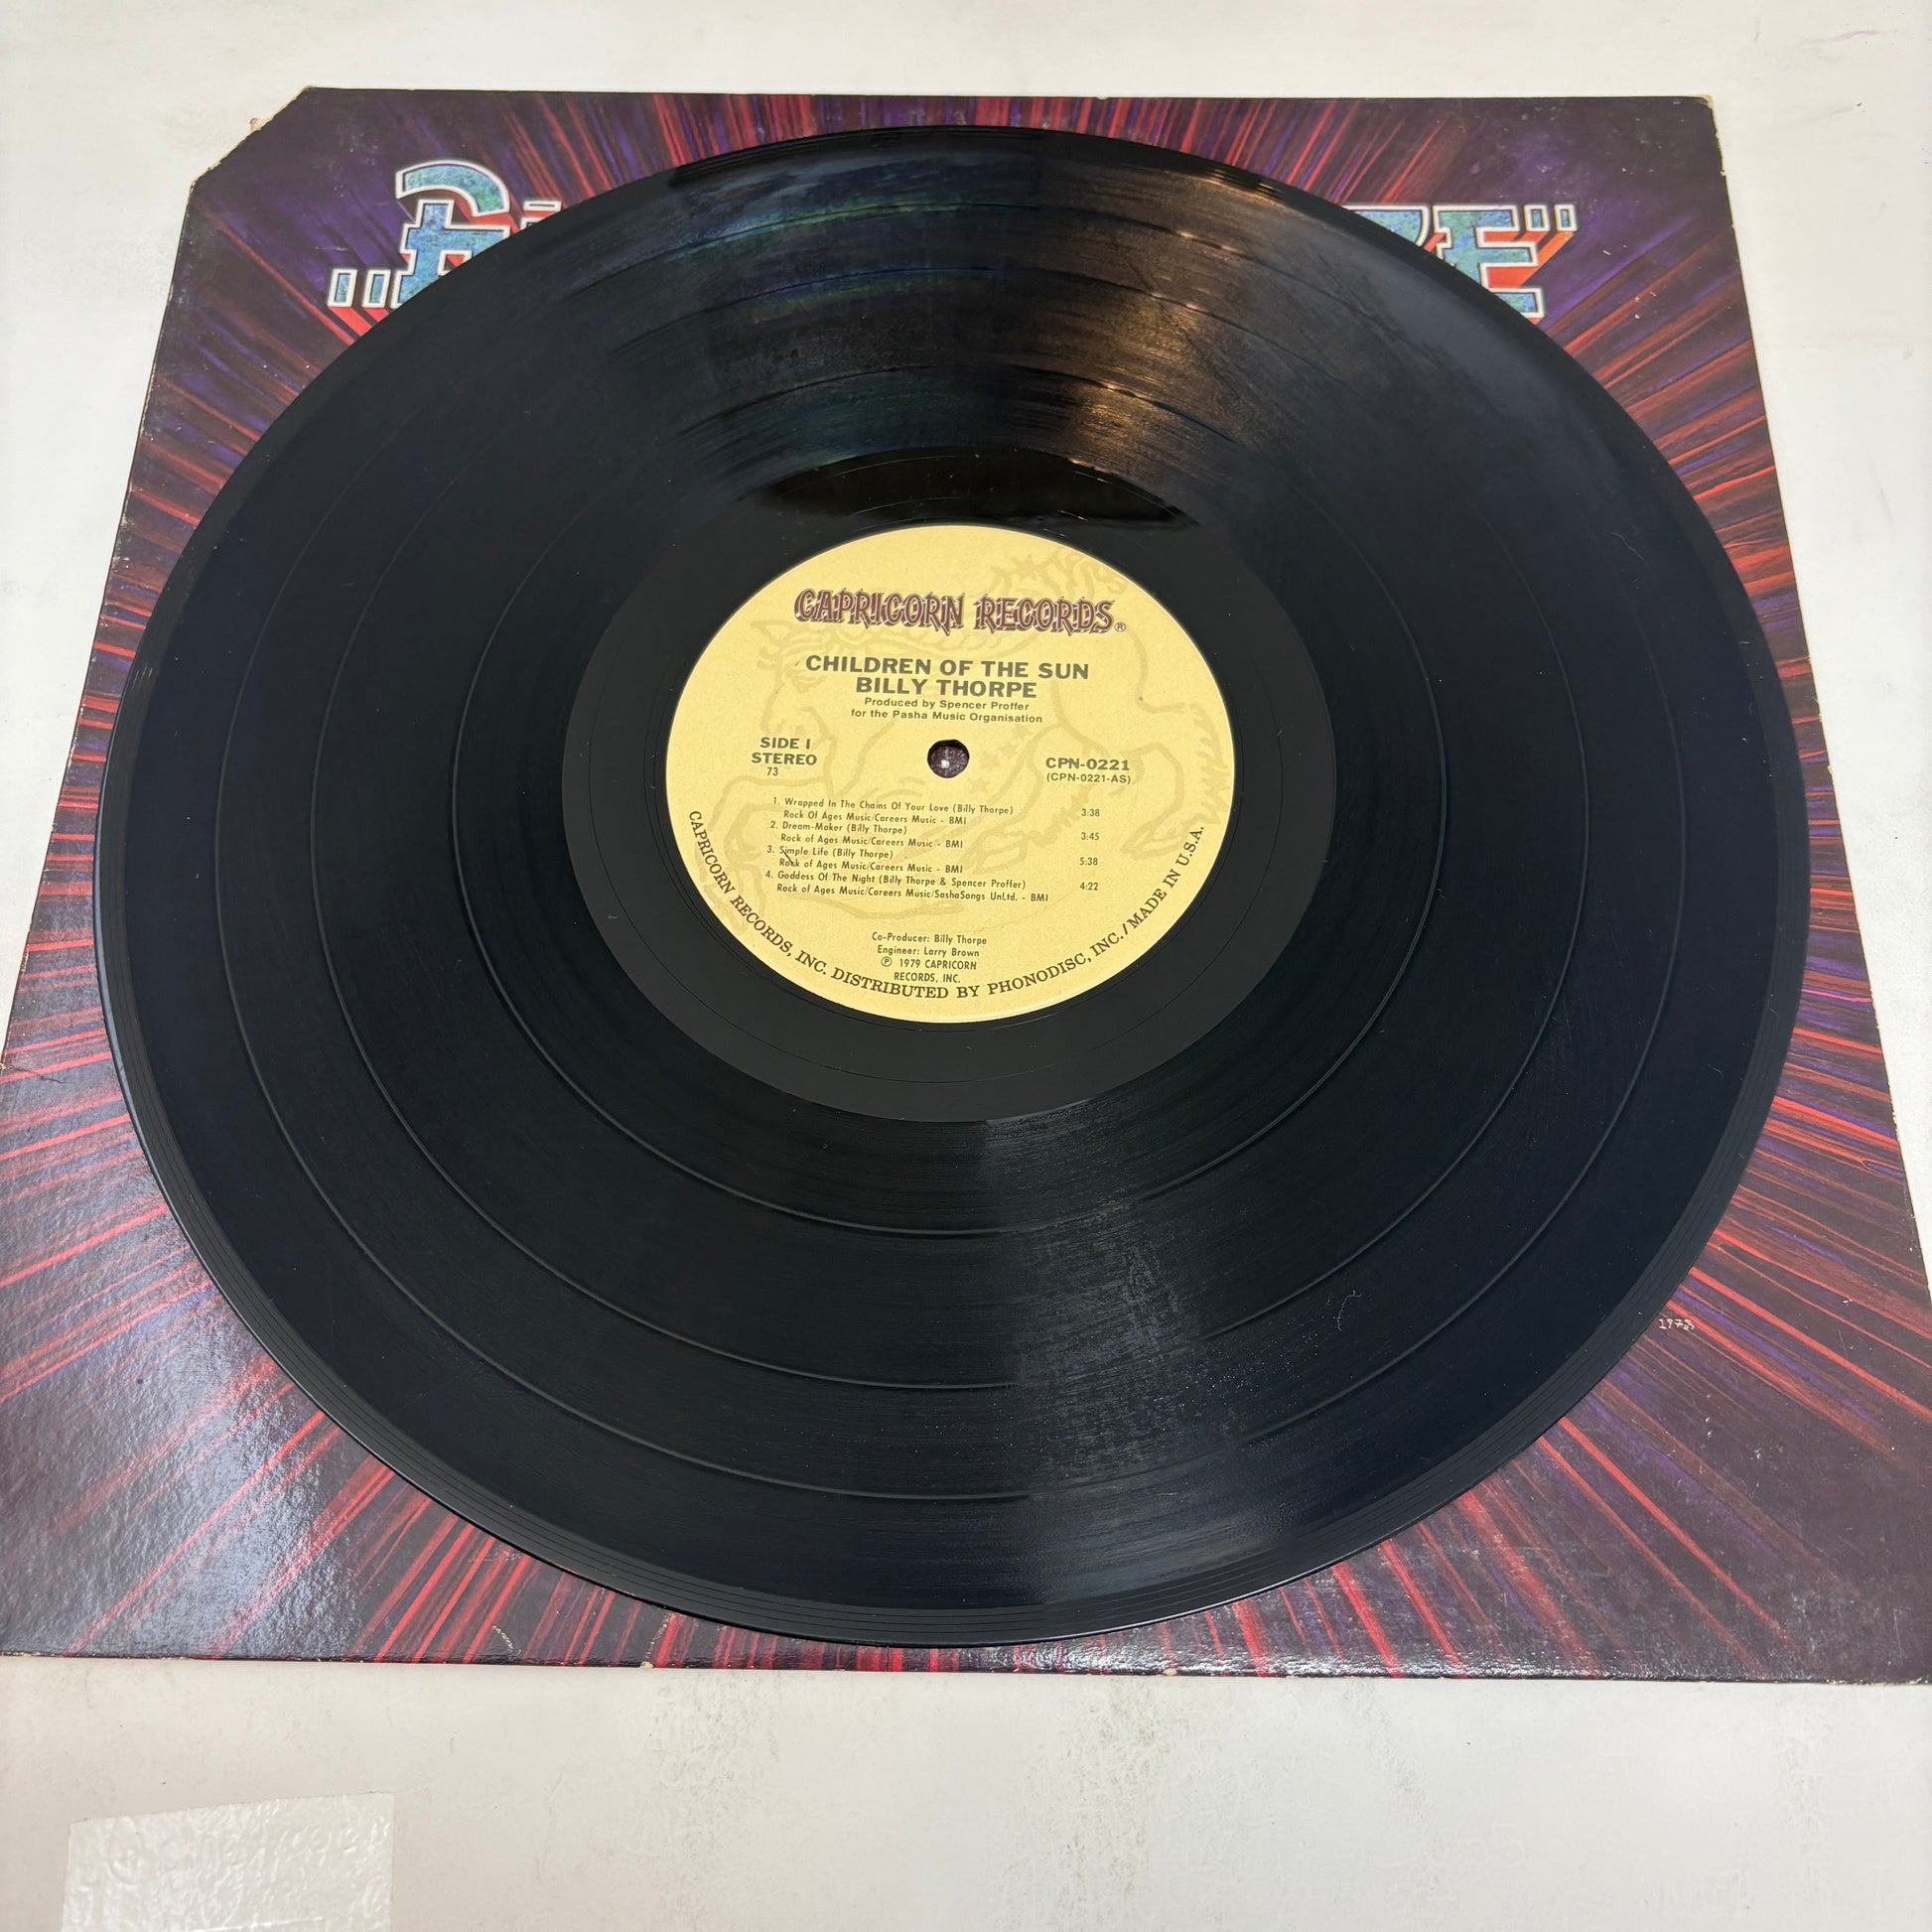 CAPRICORN RECORDS®
CHILDREN OF THE SUN
BILLY THORPE
Produced by Spencer Proffer
for the Pasha Music Organisation
SIDE I
STEREO
73
CPN-0221
(CPN-0221-AS)
1. Wrapped In The Chains Of Your Love (Billy Thorpe) 3:38
Rock Of Ages Music/Careers Music - BMI
2. Dream-Maker (Billy Thorpe) 3:45
Rock of Ages Music/Careers Music - BMI
3. Simple Life (Billy Thorpe) 5:38
Rock of Ages Music/Careers Music - BMI
4. Goddess Of The Night (Billy Thorpe & Spencer Proffer) 4:22
Rock of Ages Music/Careers Music/SashaSongs UnLtd. - BMI
Co-Producer: Billy Thorpe
Engineer: Larry Brown
℗ 1979 CAPRICORN
RECORDS, INC.
CAPRICORN RECORDS, INC. DISTRIBUTED BY PHONODISC, INC./MADE IN U.S.A.
1978